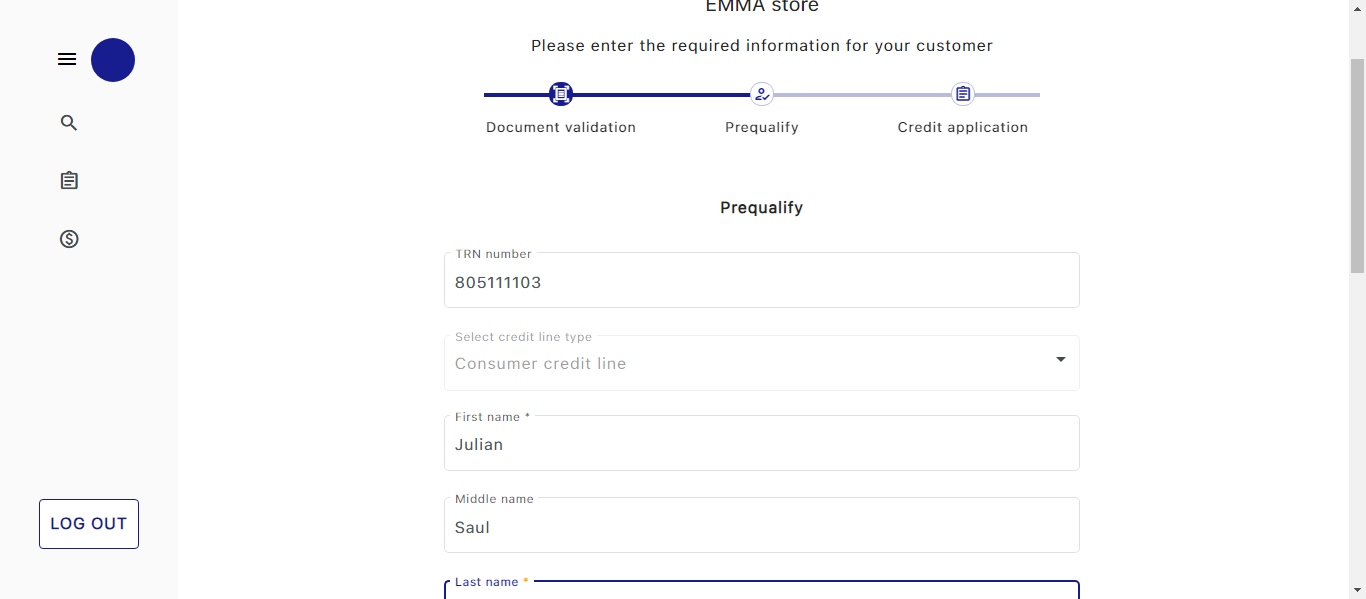 EMMA store
Please enter the required information for your customer
Document validation
Prequalify
Credit application
Prequalify
TRN number
805111103
Select credit line type
Consumer credit line
First name *
Julian
Middle name
Saul
Last name *
LOG OUT